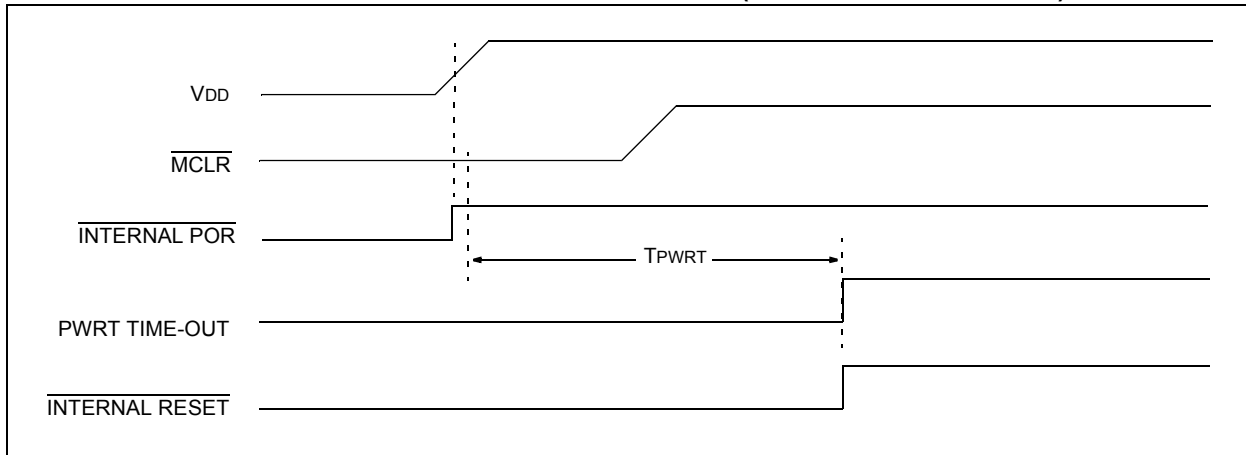 VDD
MCLR
INTERNAL POR
TPWRT
PWRT TIME-OUT
INTERNAL RESET